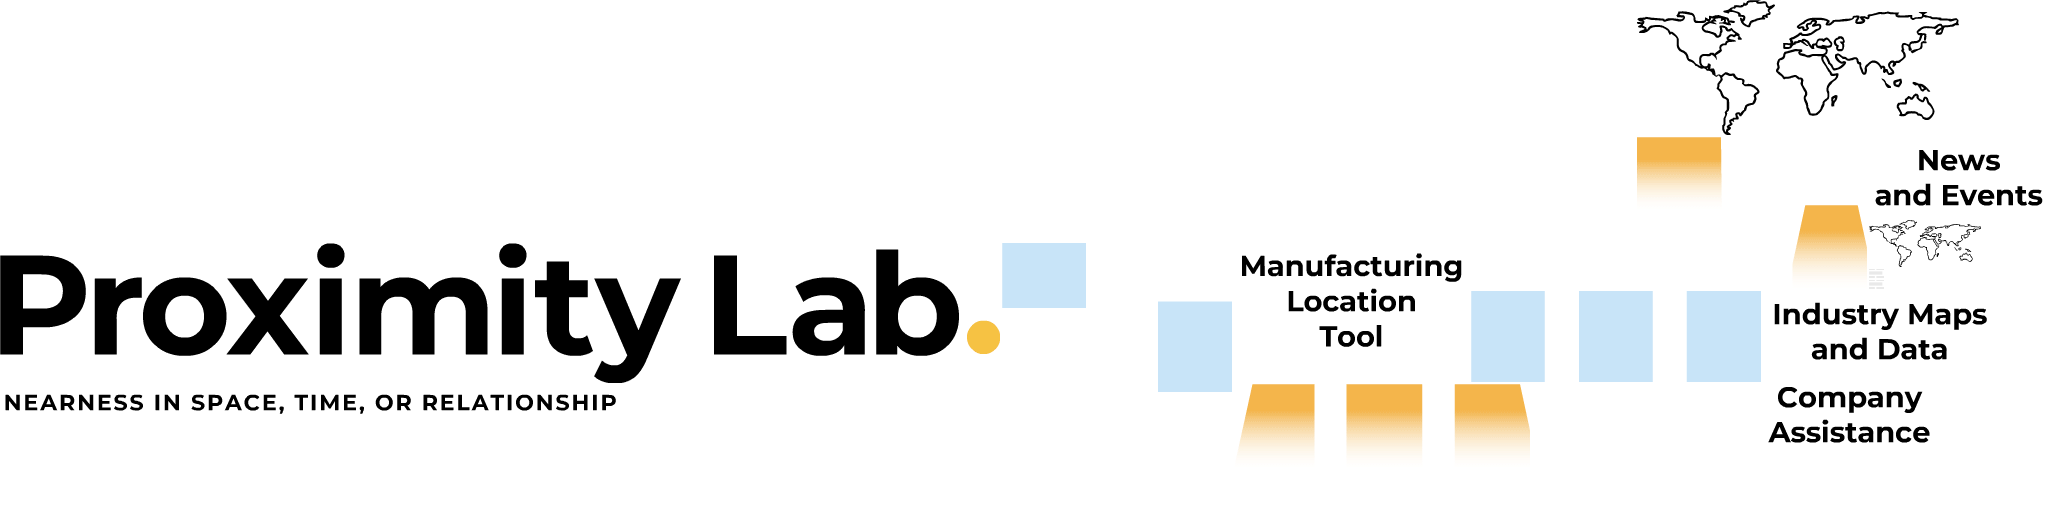 Proximity Lab.
NEARNESS IN SPACE, TIME, OR RELATIONSHIP
Manufacturing
Location
Tool
News
and Events
Industry Maps
and Data
Company
Assistance